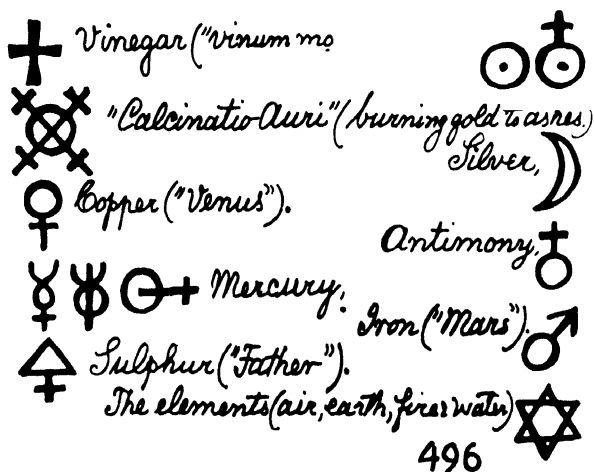 Vinegar ("vinum mo
"Calcinatio Auri" (burning gold to ashes.)
Silver,
Copper ("Venus").
Antimony,
Mercury,
Iron ("Mars").
Sulphur ("Father").
The elements (air, earth, fire & water)
496